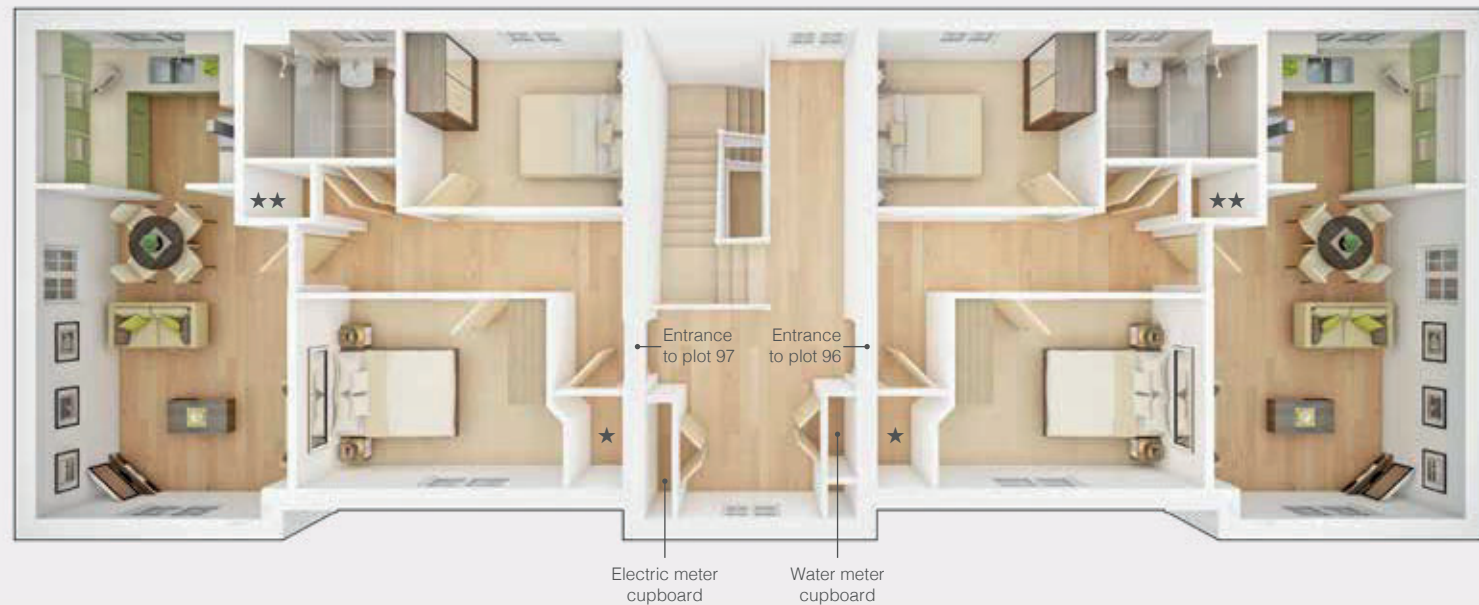 ★★
★★
Entrance
to plot 97
Entrance
to plot 96
★
★
Electric meter
cupboard
Water meter
cupboard